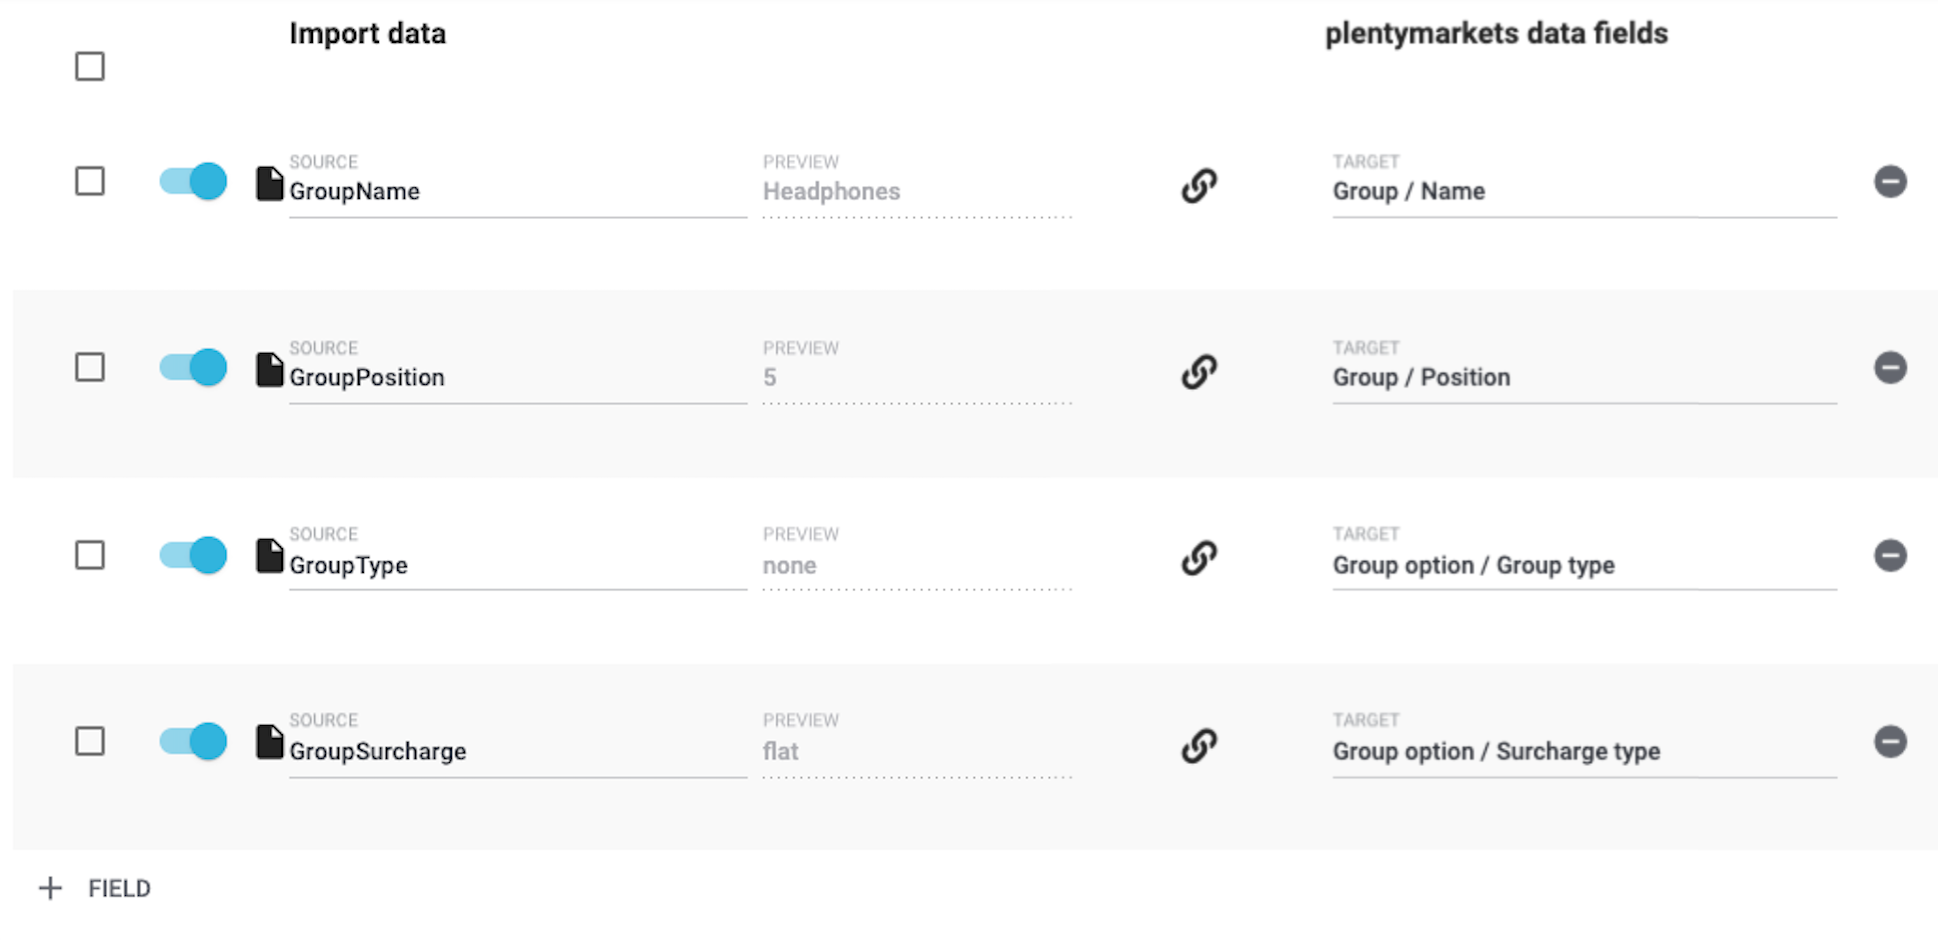 Import data plentymarkets data fields
SOURCE PREVIEW TARGET
GroupName Headphones Group / Name
SOURCE PREVIEW TARGET
GroupPosition 5 Group / Position
SOURCE PREVIEW TARGET
GroupType none Group option / Group type
SOURCE PREVIEW TARGET
GroupSurcharge flat Group option / Surcharge type
+ FIELD